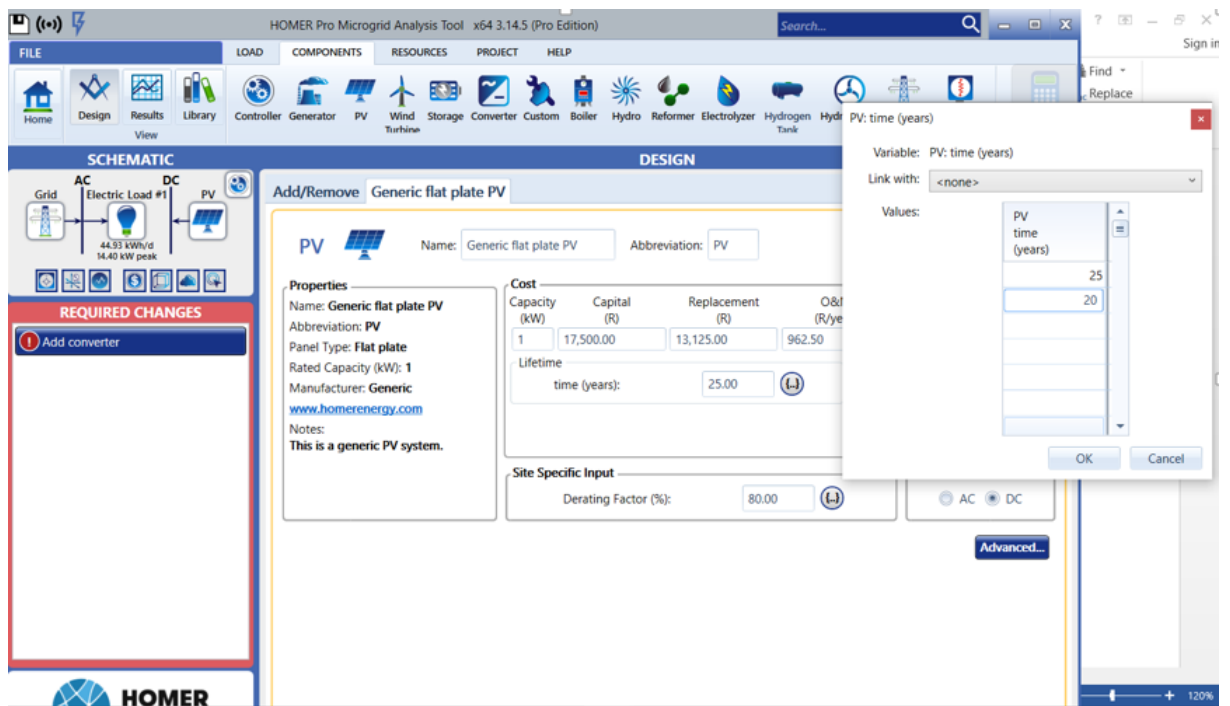 HOMER Pro Microgrid Analysis Tool x64 3.14.5 (Pro Edition)
Search...
Sign in
FILE
LOAD
COMPONENTS
RESOURCES
PROJECT
HELP
Find
Replace
Home
Design
Results
Library
View
Controller
Generator
PV
Wind
Turbine
Storage
Converter
Custom
Boiler
Hydro
Reformer
Electrolyzer
Hydrogen
Tank
SCHEMATIC
AC
DC
Grid
Electric Load #1
PV
44.93 kWh/d
14.40 kW peak
REQUIRED CHANGES
Add converter
HOMER
DESIGN
Add/Remove
Generic flat plate PV
PV
Name: Generic flat plate PV
Abbreviation: PV
Properties
Name: Generic flat plate PV
Abbreviation: PV
Panel Type: Flat plate
Rated Capacity (kW): 1
Manufacturer: Generic
www.homerenergy.com
Notes:
This is a generic PV system.
Cost
Capacity
(kW)
Capital
(R)
Replacement
(R)
(R/ye
1
17,500.00
13,125.00
962.50
Lifetime
time (years):
25.00
{..}
Site Specific Input
Derating Factor (%):
80.00
{..}
AC
DC
Advanced...
PV: time (years)
Variable: PV: time (years)
Link with: <none>
Values:
PV
time
(years)
25
20
OK
Cancel
120%